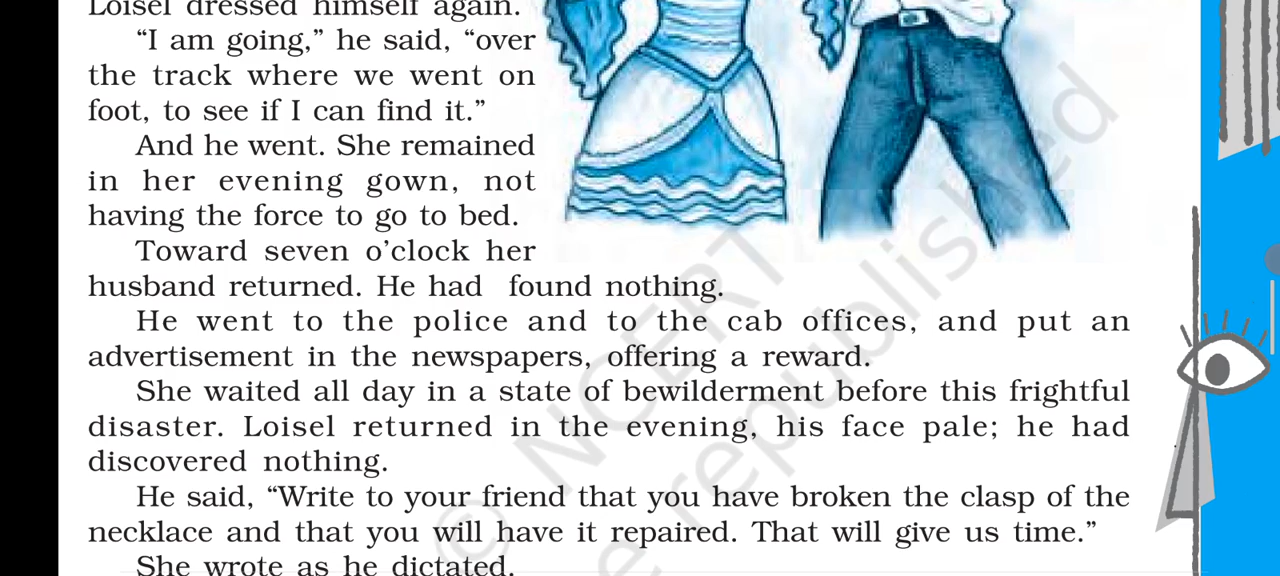 Loisel dressed himself again.
“I am going,” he said, “over
the track where we went on
foot, to see if I can find it.”
And he went. She remained
in her evening gown, not
having the force to go to bed.
Toward seven o’clock her
husband returned. He had found nothing.
He went to the police and to the cab offices, and put an
advertisement in the newspapers, offering a reward.
She waited all day in a state of bewilderment before this frightful
disaster. Loisel returned in the evening, his face pale; he had
discovered nothing.
He said, “Write to your friend that you have broken the clasp of the
necklace and that you will have it repaired. That will give us time.”
She wrote as he dictated.
© NCERT
e republished